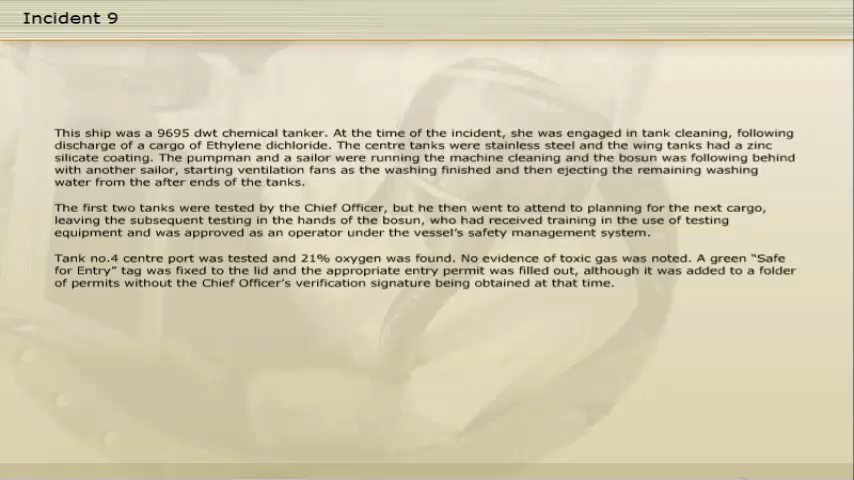 Incident 9
This ship was a 9695 dwt chemical tanker. At the time of the incident, she was engaged in tank cleaning, following
discharge of a cargo of Ethylene dichloride. The centre tanks were stainless steel and the wing tanks had a zinc
silicate coating. The pumpman and a sailor were running the machine cleaning and the bosun was following behind
with another sailor, starting ventilation fans as the washing finished and then ejecting the remaining washing
water from the after ends of the tanks.
The first two tanks were tested by the Chief Officer, but he then went to attend to planning for the next cargo,
leaving the subsequent testing in the hands of the bosun, who had received training in the use of testing
equipment and was approved as an operator under the vessel's safety management system.
Tank no.4 centre port was tested and 21% oxygen was found. No evidence of toxic gas was noted. A green “Safe
for Entry” tag was fixed to the lid and the appropriate entry permit was filled out, although it was added to a folder
of permits without the Chief Officer's verification signature being obtained at that time.